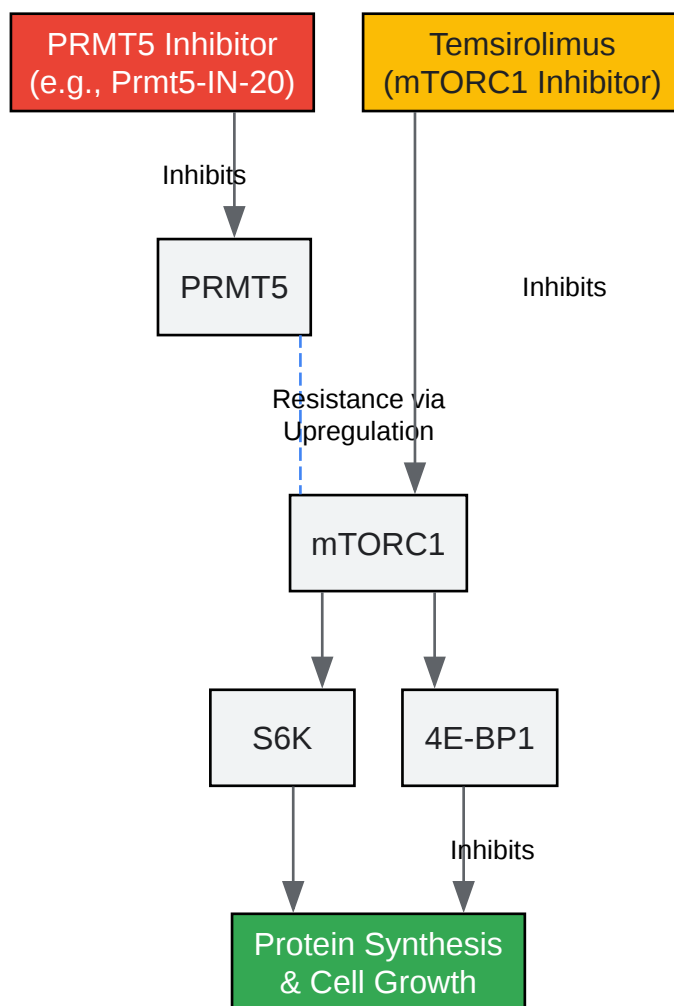 PRMT5 Inhibitor
(e.g., Prmt5-IN-20)
Temsirolimus
(mTORC1 Inhibitor)
Inhibits
PRMT5
Inhibits
Resistance via
Upregulation
mTORC1
S6K
4E-BP1
Inhibits
Protein Synthesis
& Cell Growth